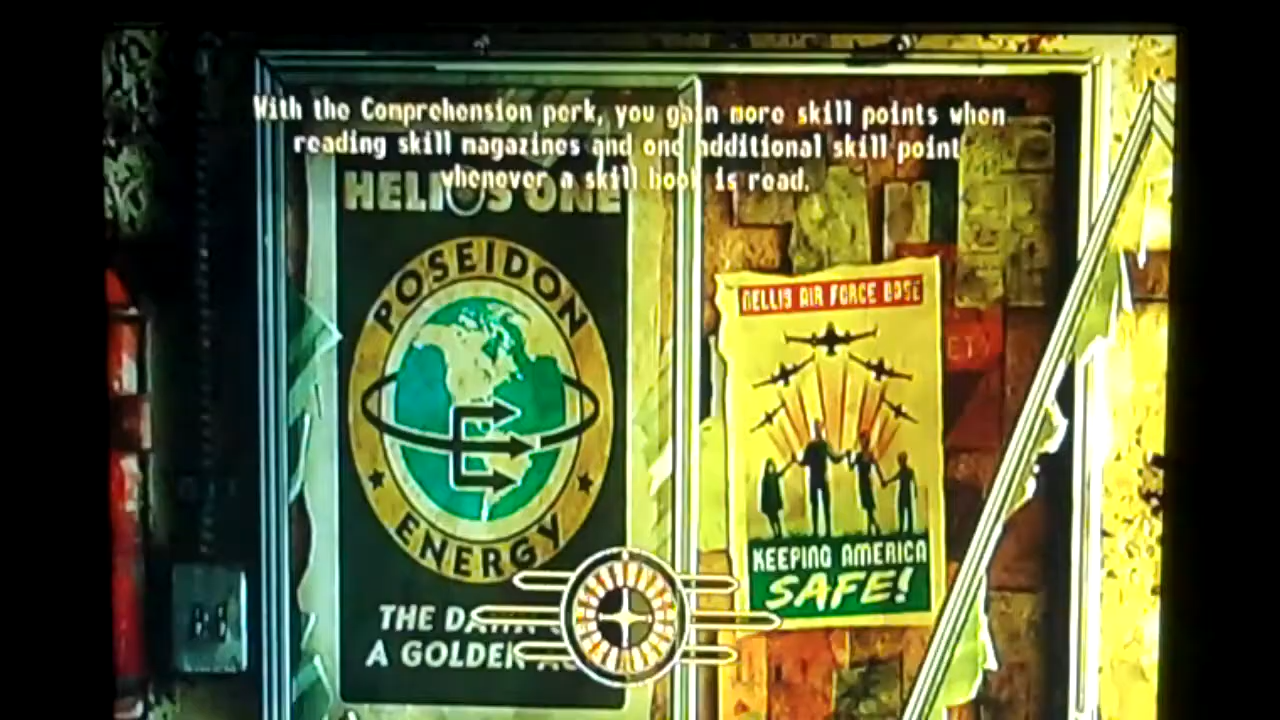 With the Comprehension perk, you gain more skill points when
reading skill magazines and one additional skill point
whenever a skill book is read.
HELIOS ONE
POSEIDON
ENERGY
THE
A GOLDEN
NELLIS AIR FORCE BASE
KEEPING AMERICA
SAFE!